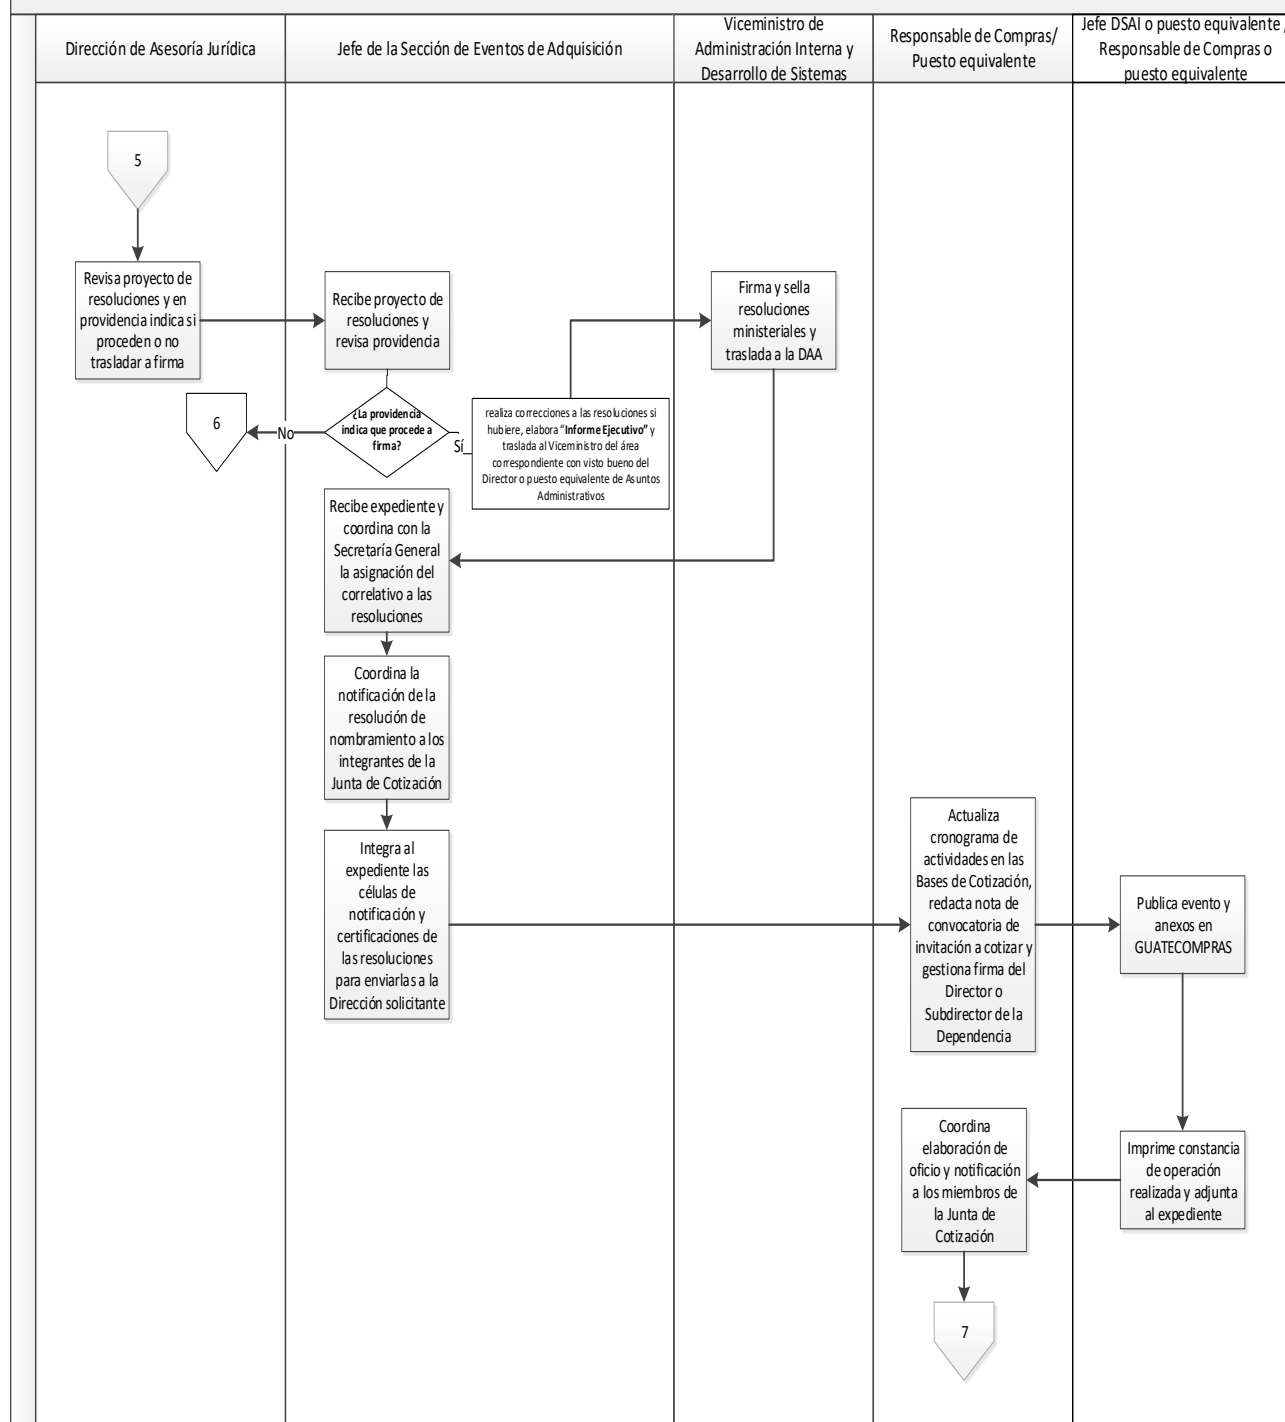 Dirección de Asesoría Jurídica
Jefe de la Sección de Eventos de Adquisición
Viceministro de
Administración Interna y
Desarrollo de Sistemas
Responsable de Compras/
Puesto equivalente
Jefe DSAI o puesto equivalente /
Responsable de Compras o
puesto equivalente
5
Revisa proyecto de
resoluciones y en
providencia indica si
proceden o no
trasladar a firma
Recibe proyecto de
resoluciones y
revisa providencia
Firma y sella
resoluciones
ministeriales y
traslada a la DAA
6
No
¿La providencia
indica que procede a
firma?
Sí
realiza correcciones a las resoluciones si
hubiere, elabora “Informe Ejecutivo” y
traslada al Viceministro del área
correspondiente con visto bueno del
Director o puesto equivalente de Asuntos
Administrativos
Recibe expediente y
coordina con la
Secretaría General
la asignación del
correlativo a las
resoluciones
Coordina la
notificación de la
resolución de
nombramiento a los
integrantes de la
Junta de Cotización
Integra al
expediente las
células de
notificación y
certificaciones de
las resoluciones
para enviarlas a la
Dirección solicitante
Actualiza
cronograma de
actividades en las
Bases de Cotización,
redacta nota de
convocatoria de
invitación a cotizar y
gestiona firma del
Director o
Subdirector de la
Dependencia
Publica evento y
anexos en
GUATECOMPRAS
Imprime constancia
de operación
realizada y adjunta
al expediente
Coordina
elaboración de
oficio y notificación
a los miembros de
la Junta de
Cotización
7